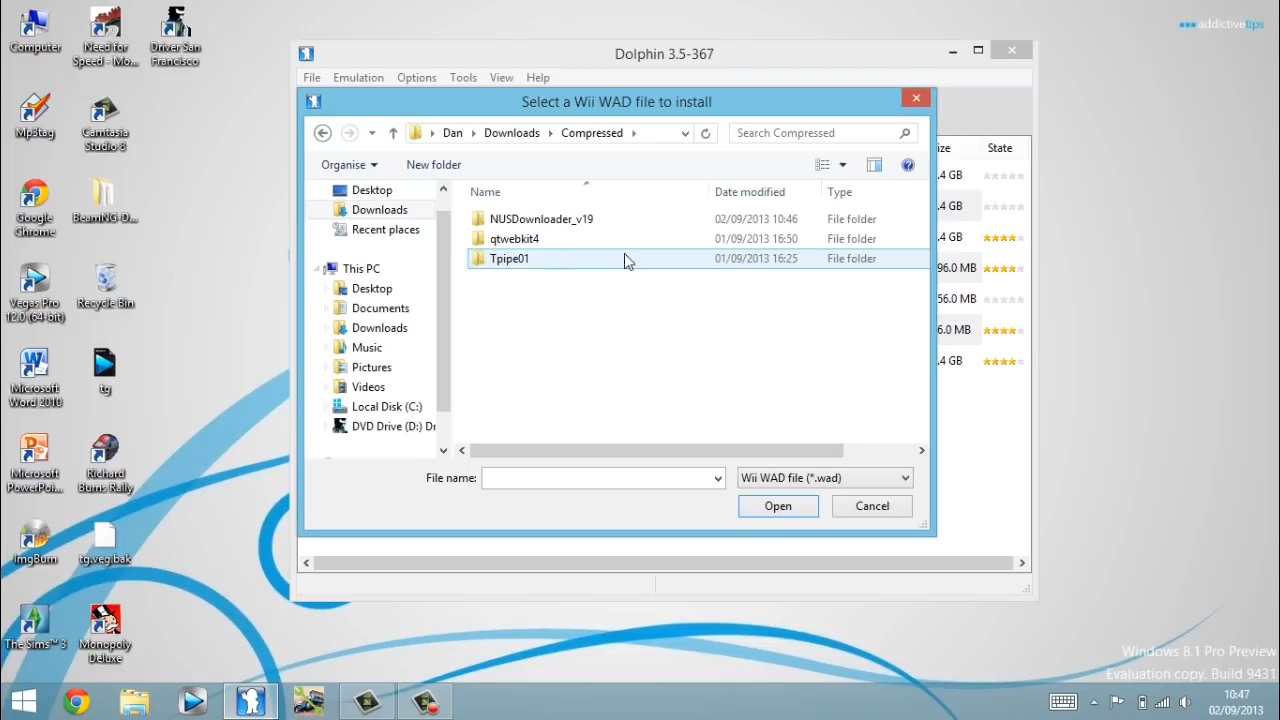 Computer
Need for
Speed - Mo...
Driver San
Francisco
addictivetips
Mp3tag
Camtasia
Studio 8
Google
Chrome
BeamNG-D...
Vegas Pro
12.0 (64-bit)
Recycle Bin
Microsoft
Word 2010
tg
Microsoft
PowerPoi...
Richard
Burns Rally
ImgBurn
tg.veg.bak
The Sims™ 3
Monopoly
Deluxe
Dolphin 3.5-367
File Emulation Options Tools View Help
Select a Wii WAD file to install
Dan Downloads Compressed
Search Compressed
Organise New folder
Desktop
Downloads
Recent places
This PC
Desktop
Documents
Downloads
Music
Pictures
Videos
Local Disk (C:)
DVD Drive (D:) Dr
Name Date modified Type
NUSDownloader_v19 02/09/2013 10:46 File folder
qtwebkit4 01/09/2013 16:50 File folder
Tpipe01 01/09/2013 16:25 File folder
File name:
Wii WAD file (*.wad)
Open Cancel
ize State
.4 GB
.4 GB
.4 GB
96.0 MB
56.0 MB
6.0 MB
.4 GB
Windows 8.1 Pro Preview
Evaluation copy. Build 9431
10:47
02/09/2013